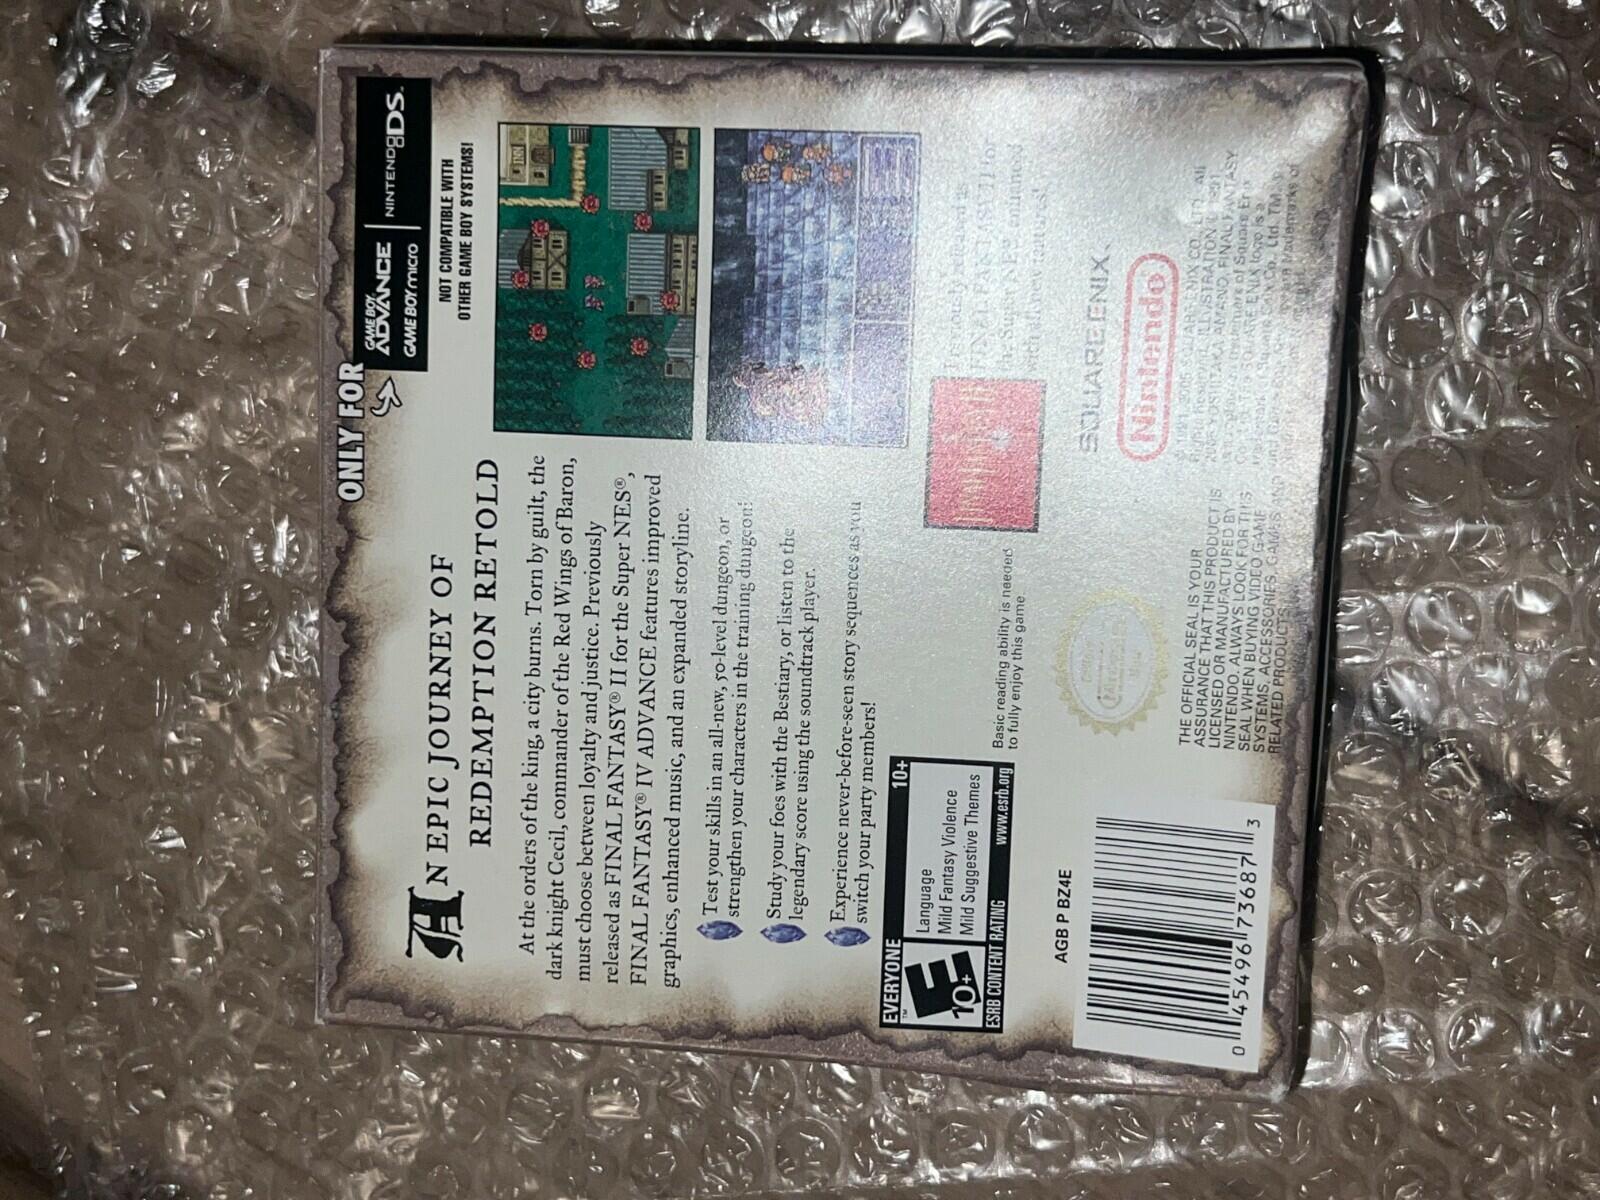 ONLY FOR
GAME BOY
ADVANCE
GAME BOY micro
NINTENDO DS™
NOT COMPATIBLE WITH
OTHER GAME BOY SYSTEMS!
INN
AN EPIC JOURNEY OF
REDEMPTION RETOLD
At the orders of the king, a city burns. Torn by guilt, the
dark knight Cecil, commander of the Red Wings of Baron,
must choose between loyalty and justice. Previously
released as FINAL FANTASY® II for the Super NES®,
FINAL FANTASY® IV ADVANCE features improved
graphics, enhanced music, and an expanded storyline.
Test your skills in an all-new, 50-level dungeon, or
strengthen your characters in the training dungeon!
Study your foes with the Bestiary, or listen to the
legendary score using the soundtrack player.
Experience never-before-seen story sequences as you
switch your party members!
EVERYONE 10+
™
E
10+
Language
Mild Fantasy Violence
Mild Suggestive Themes
ESRB CONTENT RATING www.esrb.org
Basic reading ability is needed
to fully enjoy this game
SQUARE ENIX
Nintendo
THE OFFICIAL SEAL IS YOUR
ASSURANCE THAT THIS PRODUCT IS
LICENSED OR MANUFACTURED BY
NINTENDO. ALWAYS LOOK FOR THIS
SEAL WHEN BUYING VIDEO GAME
SYSTEMS, ACCESSORIES, GAMES AND
RELATED PRODUCTS.
AGB P BZ4E
0 45496 73687 3